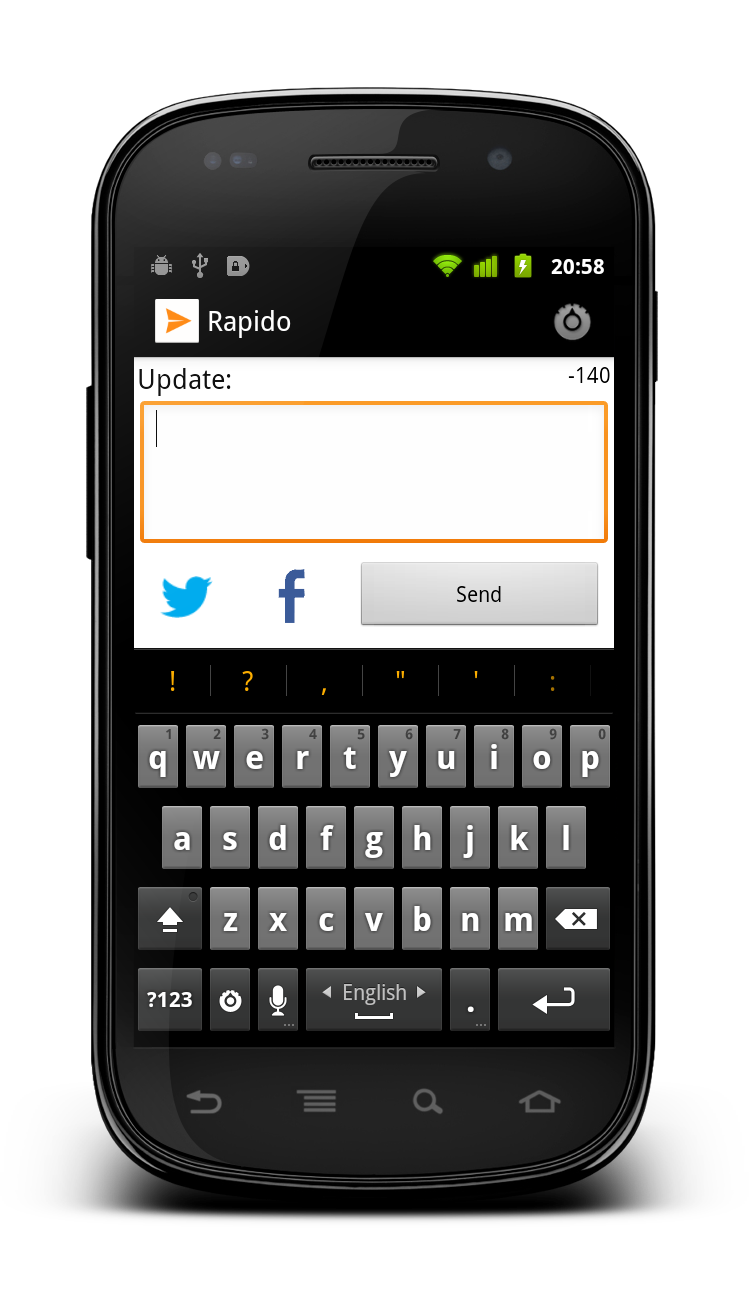 20:58
Rapido
Update: -140
Send
! ? , " ' :
1 2 3 4 5 6 7 8 9 0
q w e r t y u i o p
a s d f g h j k l
z x c v b n m
?123 English .